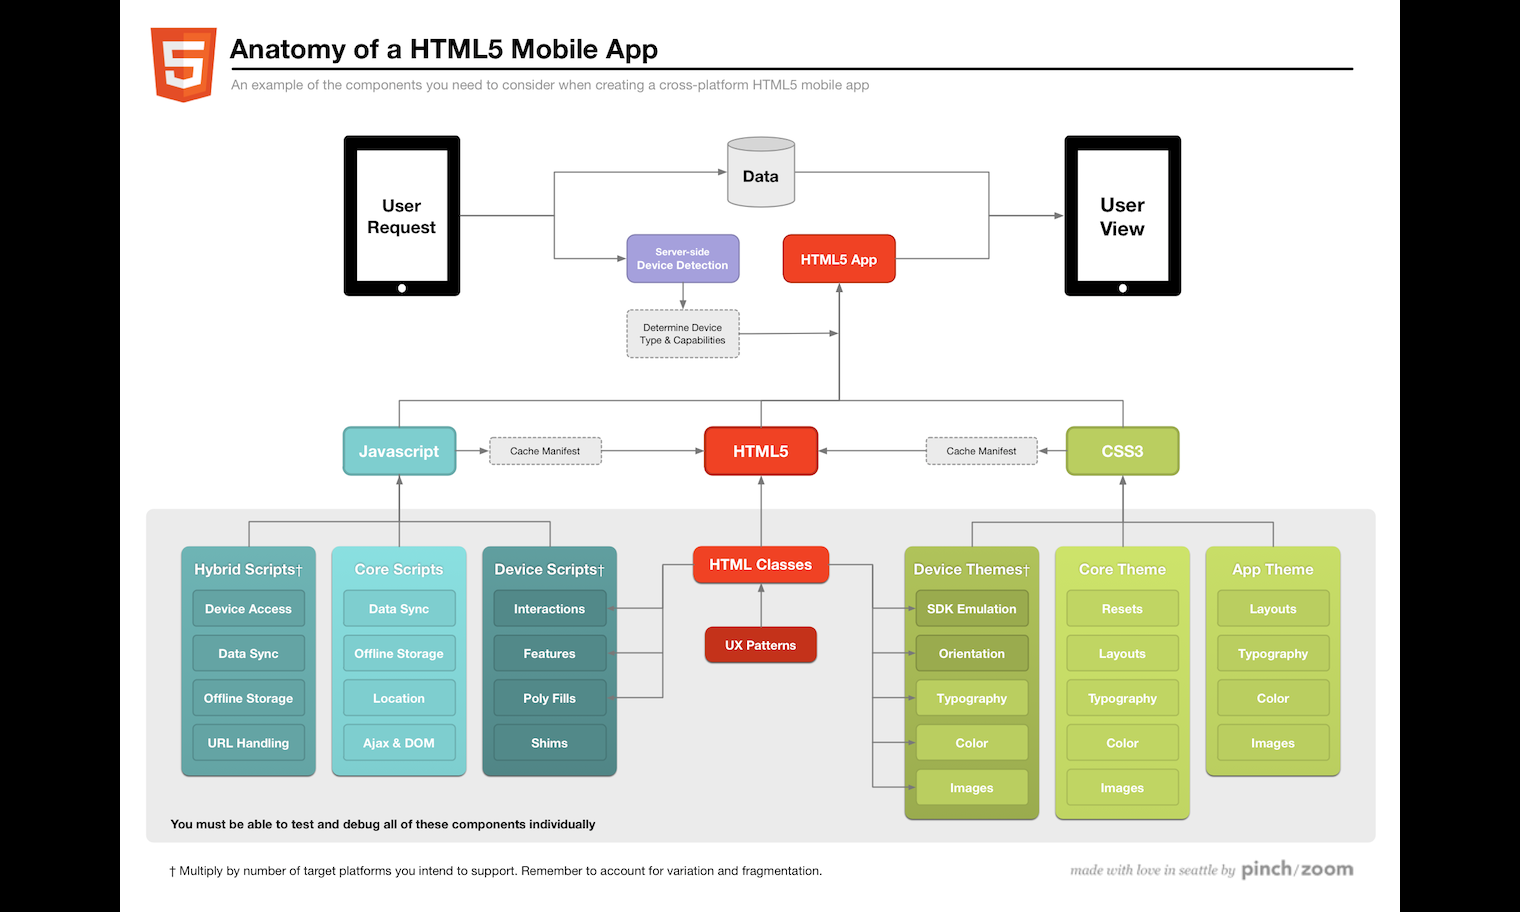 5
Anatomy of a HTML5 Mobile App
An example of the components you need to consider when creating a cross-platform HTML5 mobile app
User
Request
Data
User
View
Server-side
Device Detection
HTML5 App
Determine Device
Type & Capabilities
Javascript
Cache Manifest
HTML5
Cache Manifest
CSS3
Hybrid Scripts†
Device Access
Data Sync
Offline Storage
URL Handling
Core Scripts
Data Sync
Offline Storage
Location
Ajax & DOM
Device Scripts†
Interactions
Features
Poly Fills
Shims
HTML Classes
UX Patterns
Device Themes†
SDK Emulation
Orientation
Typography
Color
Images
Core Theme
Resets
Layouts
Typography
Color
Images
App Theme
Layouts
Typography
Color
Images
You must be able to test and debug all of these components individually
† Multiply by number of target platforms you intend to support. Remember to account for variation and fragmentation.
made with love in seattle by pinch/zoom